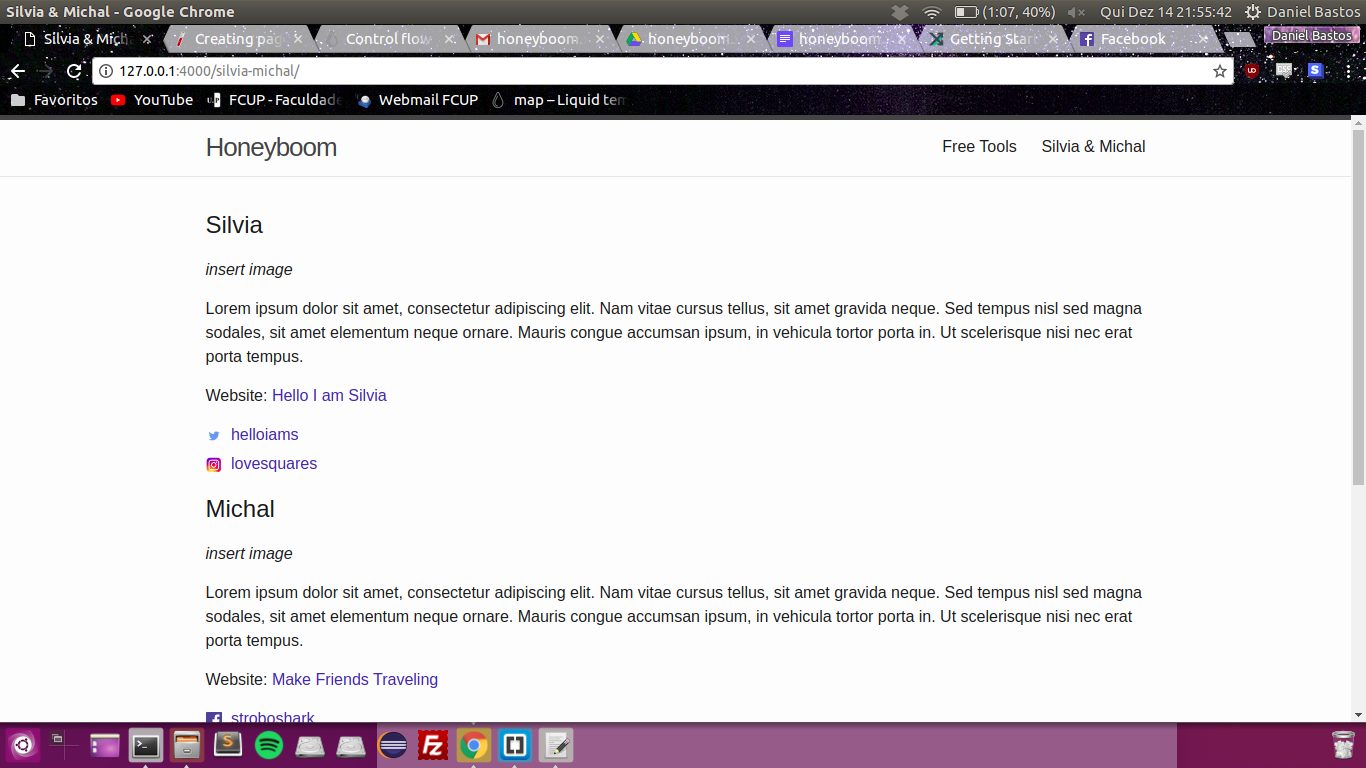 Silvia & Michal - Google Chrome
(1:07, 40%) Qui Dez 14 21:55:42 Daniel Bastos
Silvia & Mich Creating pag Control flow honeyboom honeyboom honeyboom Getting Star Facebook Daniel Bastos
127.0.0.1:4000/silvia-michal/
Favoritos YouTube FCUP - Faculdade Webmail FCUP map – Liquid tem
Honeyboom Free Tools Silvia & Michal
Silvia
insert image
Lorem ipsum dolor sit amet, consectetur adipiscing elit. Nam vitae cursus tellus, sit amet gravida neque. Sed tempus nisl sed magna
sodales, sit amet elementum neque ornare. Mauris congue accumsan ipsum, in vehicula tortor porta in. Ut scelerisque nisi nec erat
porta tempus.
Website: Hello I am Silvia
helloiams
lovesquares
Michal
insert image
Lorem ipsum dolor sit amet, consectetur adipiscing elit. Nam vitae cursus tellus, sit amet gravida neque. Sed tempus nisl sed magna
sodales, sit amet elementum neque ornare. Mauris congue accumsan ipsum, in vehicula tortor porta in. Ut scelerisque nisi nec erat
porta tempus.
Website: Make Friends Traveling
stroboshark